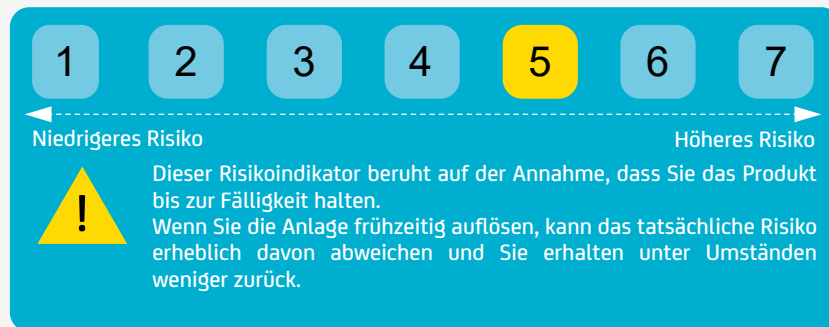 1 2 3 4 5 6 7
Niedrigeres Risiko Höheres Risiko
!
Dieser Risikoindikator beruht auf der Annahme, dass Sie das Produkt
bis zur Fälligkeit halten.
Wenn Sie die Anlage frühzeitig auflösen, kann das tatsächliche Risiko
erheblich davon abweichen und Sie erhalten unter Umständen
weniger zurück.